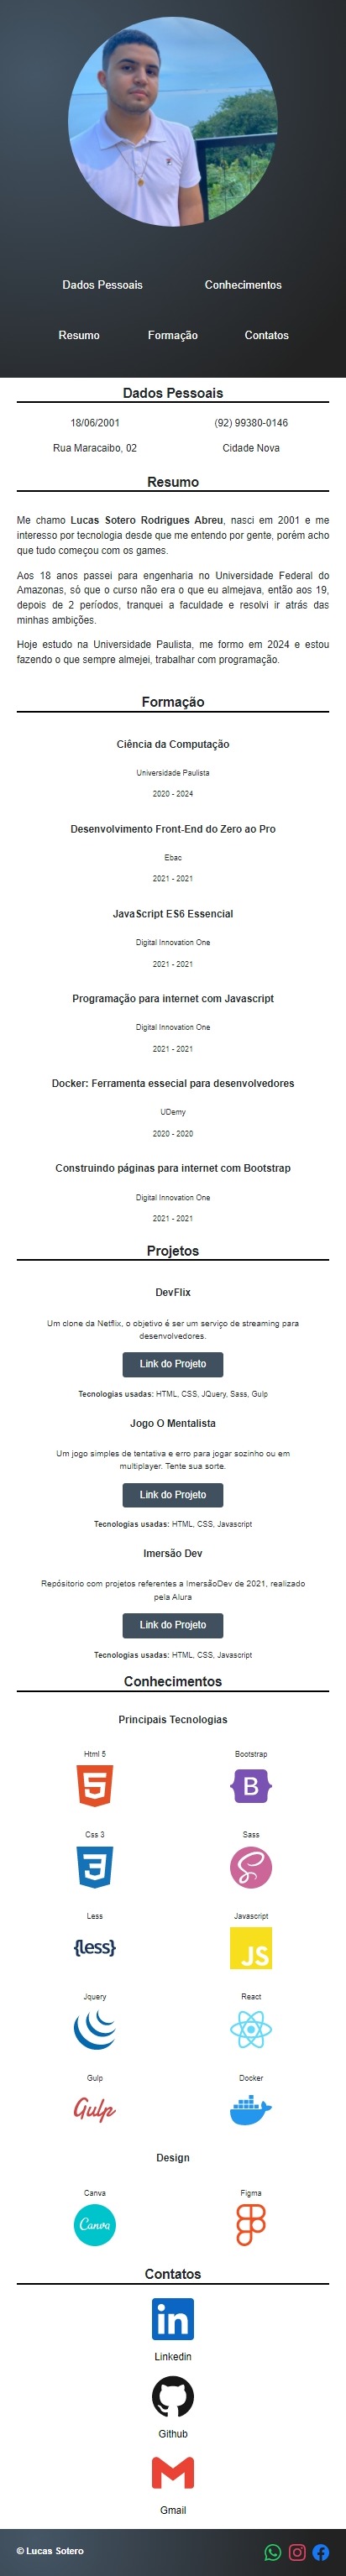 Dados Pessoais Conhecimentos
Resumo Formação Contatos
Dados Pessoais
18/06/2001 (92) 99380-0146
Rua Maracaibo, 02 Cidade Nova
Resumo
Me chamo Lucas Sotero Rodrigues Abreu, nasci em 2001 e me
interesso por tecnologia desde que me entendo por gente, porém acho
que tudo começou com os games.
Aos 18 anos passei para engenharia no Universidade Federal do
Amazonas, só que o curso não era o que eu almejava, então aos 19,
depois de 2 períodos, tranquei a faculdade e resolvi ir atrás das
minhas ambições.
Hoje estudo na Universidade Paulista, me formo em 2024 e estou
fazendo o que sempre almejei, trabalhar com programação.
Formação
Ciência da Computação
Universidade Paulista
2020 - 2024
Desenvolvimento Front-End do Zero ao Pro
Ebac
2021 - 2021
JavaScript ES6 Essencial
Digital Innovation One
2021 - 2021
Programação para internet com Javascript
Digital Innovation One
2021 - 2021
Docker: Ferramenta essecial para desenvolvedores
UDemy
2020 - 2020
Construindo páginas para internet com Bootstrap
Digital Innovation One
2021 - 2021
Projetos
DevFlix
Um clone da Netflix, o objetivo é ser um serviço de streaming para
desenvolvedores.
Link do Projeto
Tecnologias usadas: HTML, CSS, JQuery, Sass, Gulp
Jogo O Mentalista
Um jogo simples de tentativa e erro para jogar sozinho ou em
multiplayer. Tente sua sorte.
Link do Projeto
Tecnologias usadas: HTML, CSS, Javascript
Imersão Dev
Repósitorio com projetos referentes a ImersãoDev de 2021, realizado
pela Alura
Link do Projeto
Tecnologias usadas: HTML, CSS, Javascript
Conhecimentos
Principais Tecnologias
Html 5 Bootstrap
5 B
Css 3 Sass
3 S
Less Javascript
{less} JS
Jquery React
Gulp Docker
Gulp
Design
Canva Figma
Canva
Contatos
in
Linkedin
Github
Gmail
© Lucas Sotero